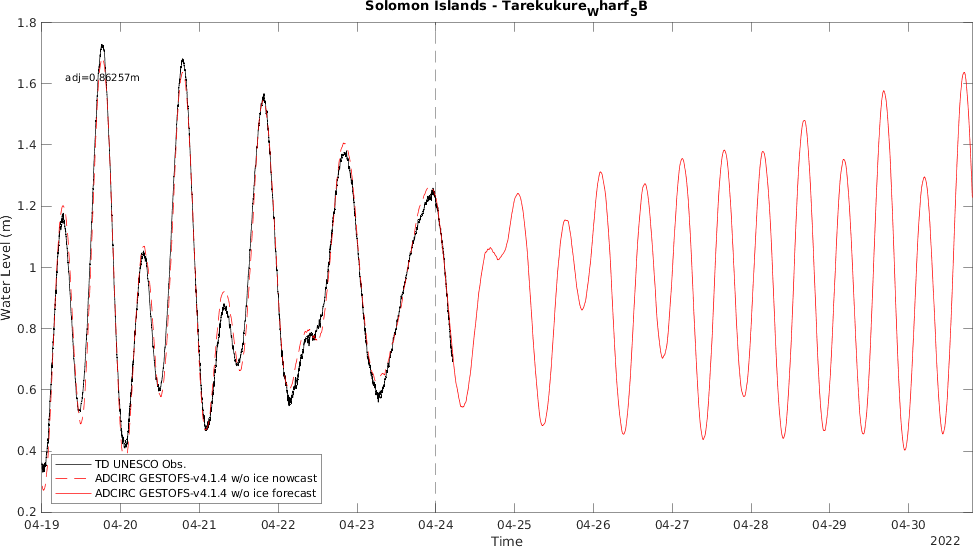 Solomon Islands - TarekukureWharfSB
1.8
1.6
1.4
1.2
1
0.8
0.6
0.4
0.2
Water Level (m)
adj=0.86257m
TD UNESCO Obs.
ADCIRC GESTOFS-v4.1.4 w/o ice nowcast
ADCIRC GESTOFS-v4.1.4 w/o ice forecast
04-19 04-20 04-21 04-22 04-23 04-24 04-25 04-26 04-27 04-28 04-29 04-30
Time
2022